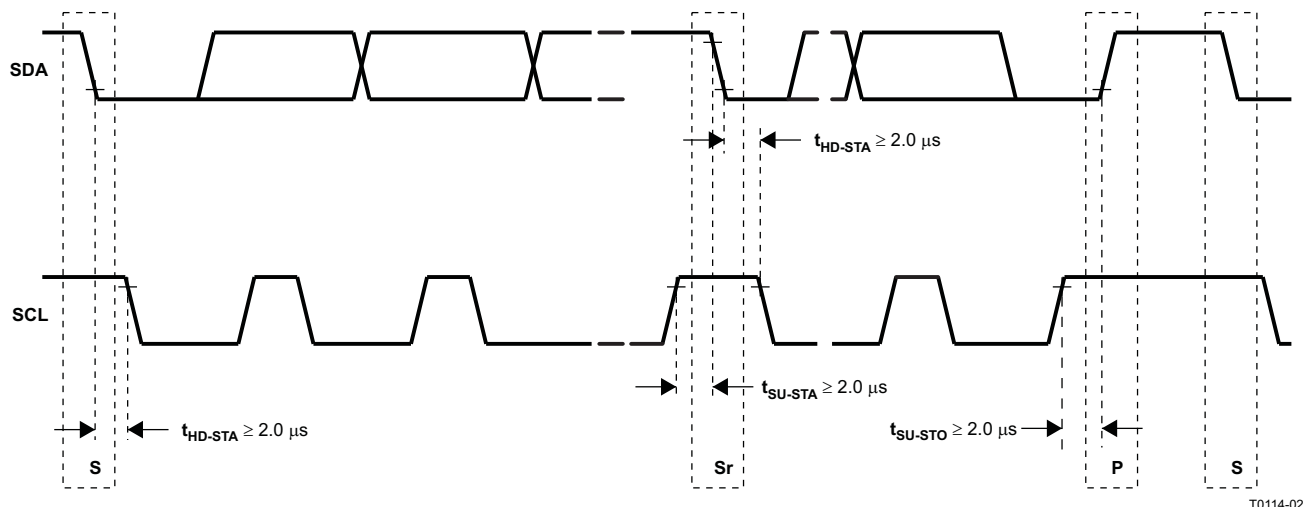 SDA
t_HD-STA ≥ 2.0 μs
SCL
t_SU-STA ≥ 2.0 μs
t_HD-STA ≥ 2.0 μs
t_SU-STO ≥ 2.0 μs
S
Sr
P
S
T0114-02